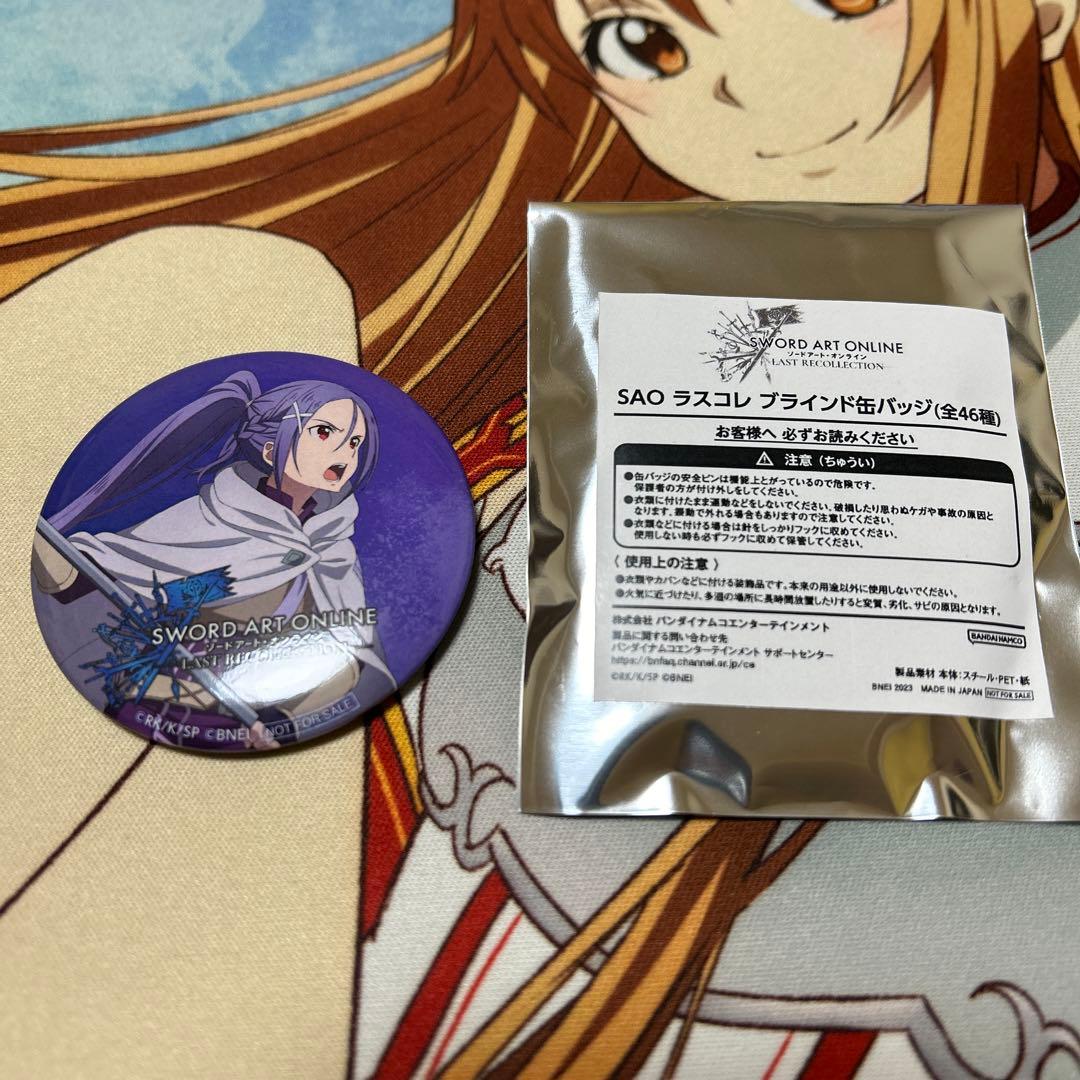 SWORD ART ONLINE
ソードアート・オンライン
LAST RECOLLECTION
©RK/K/SP ©BNEI NOT FOR SALE
SWORD ART ONLINE
ソードアート・オンライン
LAST RECOLLECTION
SAO ラスコレ ブラインド缶バッジ(全46種)
お客様へ 必ずお読みください
⚠ 注意(ちゅうい)
●缶バッジの安全ピンは機能上とがっているので危険です。
保護者の方が付け外しをしてください。
●衣類に付けたまま運動などをしないでください。破損したり思わぬケガや事故の原因と
なります。振動で外れる場合もありますので注意してください。
●衣類などに付ける場合は針をしっかりフックに収めてください。
使用しない時も必ずフックに収めて保管してください。
〈 使用上の注意 〉
●衣類やカバンなどに付ける装飾品です。本来の用途以外に使用しないでください。
●火気に近づけたり、多湿の場所に長時間放置したりすると変質、劣化、サビの原因となります。
株式会社 バンダイナムコエンターテインメント
製品に関する問い合わせ先
バンダイナムコエンターテインメント サポートセンター
https://bnfaq.channel.or.jp/cs
©RK/K/SP ©BNEI
BANDAI NAMCO
製品素材 本体:スチール・PET・紙
BNEI 2023 MADE IN JAPAN NOT FOR SALE